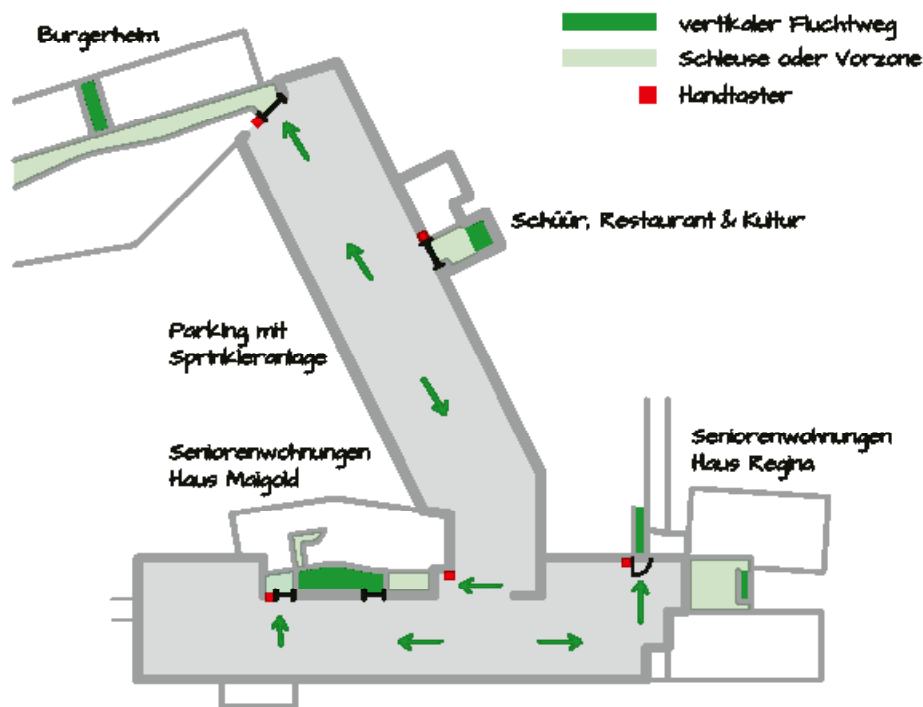 Burgerheim
vertikaler Fluchtweg
Schleuse oder Vorzone
Handtaster
Schüür, Restaurant & Kultur
Parking mit
Sprinkleranlage
Seniorenwohnungen
Haus Maigold
Seniorenwohnungen
Haus Regina